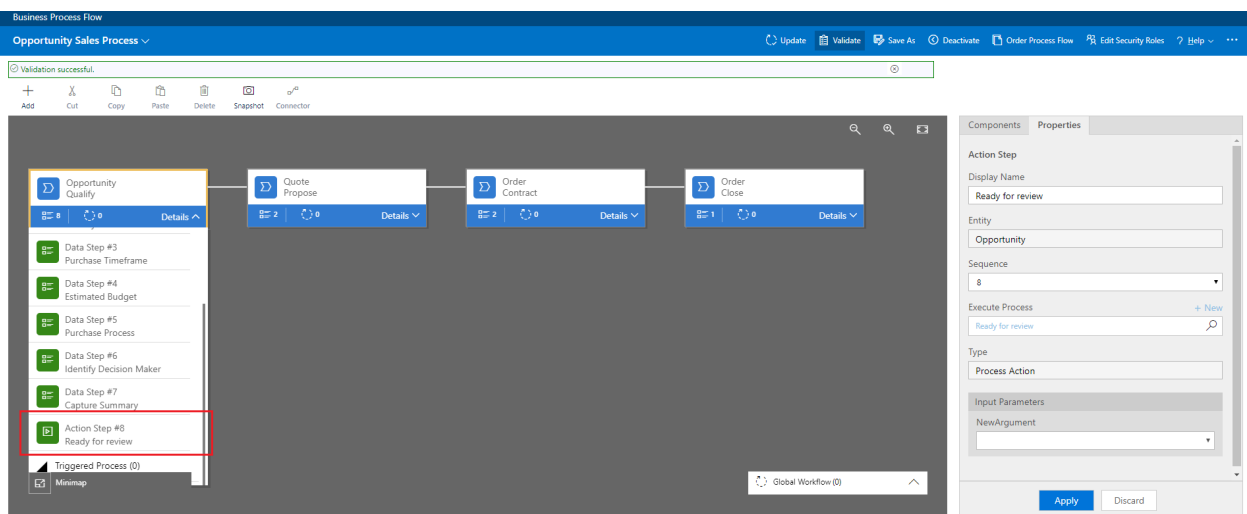 Business Process Flow
Opportunity Sales Process
Update Validate Save As Deactivate Order Process Flow Edit Security Roles ? Help ...
Validation successful.
Add Cut Copy Paste Delete Snapshot Connector
Opportunity
Qualify
8 0 Details
Quote
Propose
2 0 Details
Order
Contract
2 0 Details
Order
Close
1 0 Details
Data Step #3
Purchase Timeframe
Data Step #4
Estimated Budget
Data Step #5
Purchase Process
Data Step #6
Identify Decision Maker
Data Step #7
Capture Summary
Action Step #8
Ready for review
Triggered Process (0)
Minimap
Global Workflow (0)
Components Properties
Action Step
Display Name
Ready for review
Entity
Opportunity
Sequence
8
Execute Process + New
Ready for review
Type
Process Action
Input Parameters
NewArgument
Apply Discard